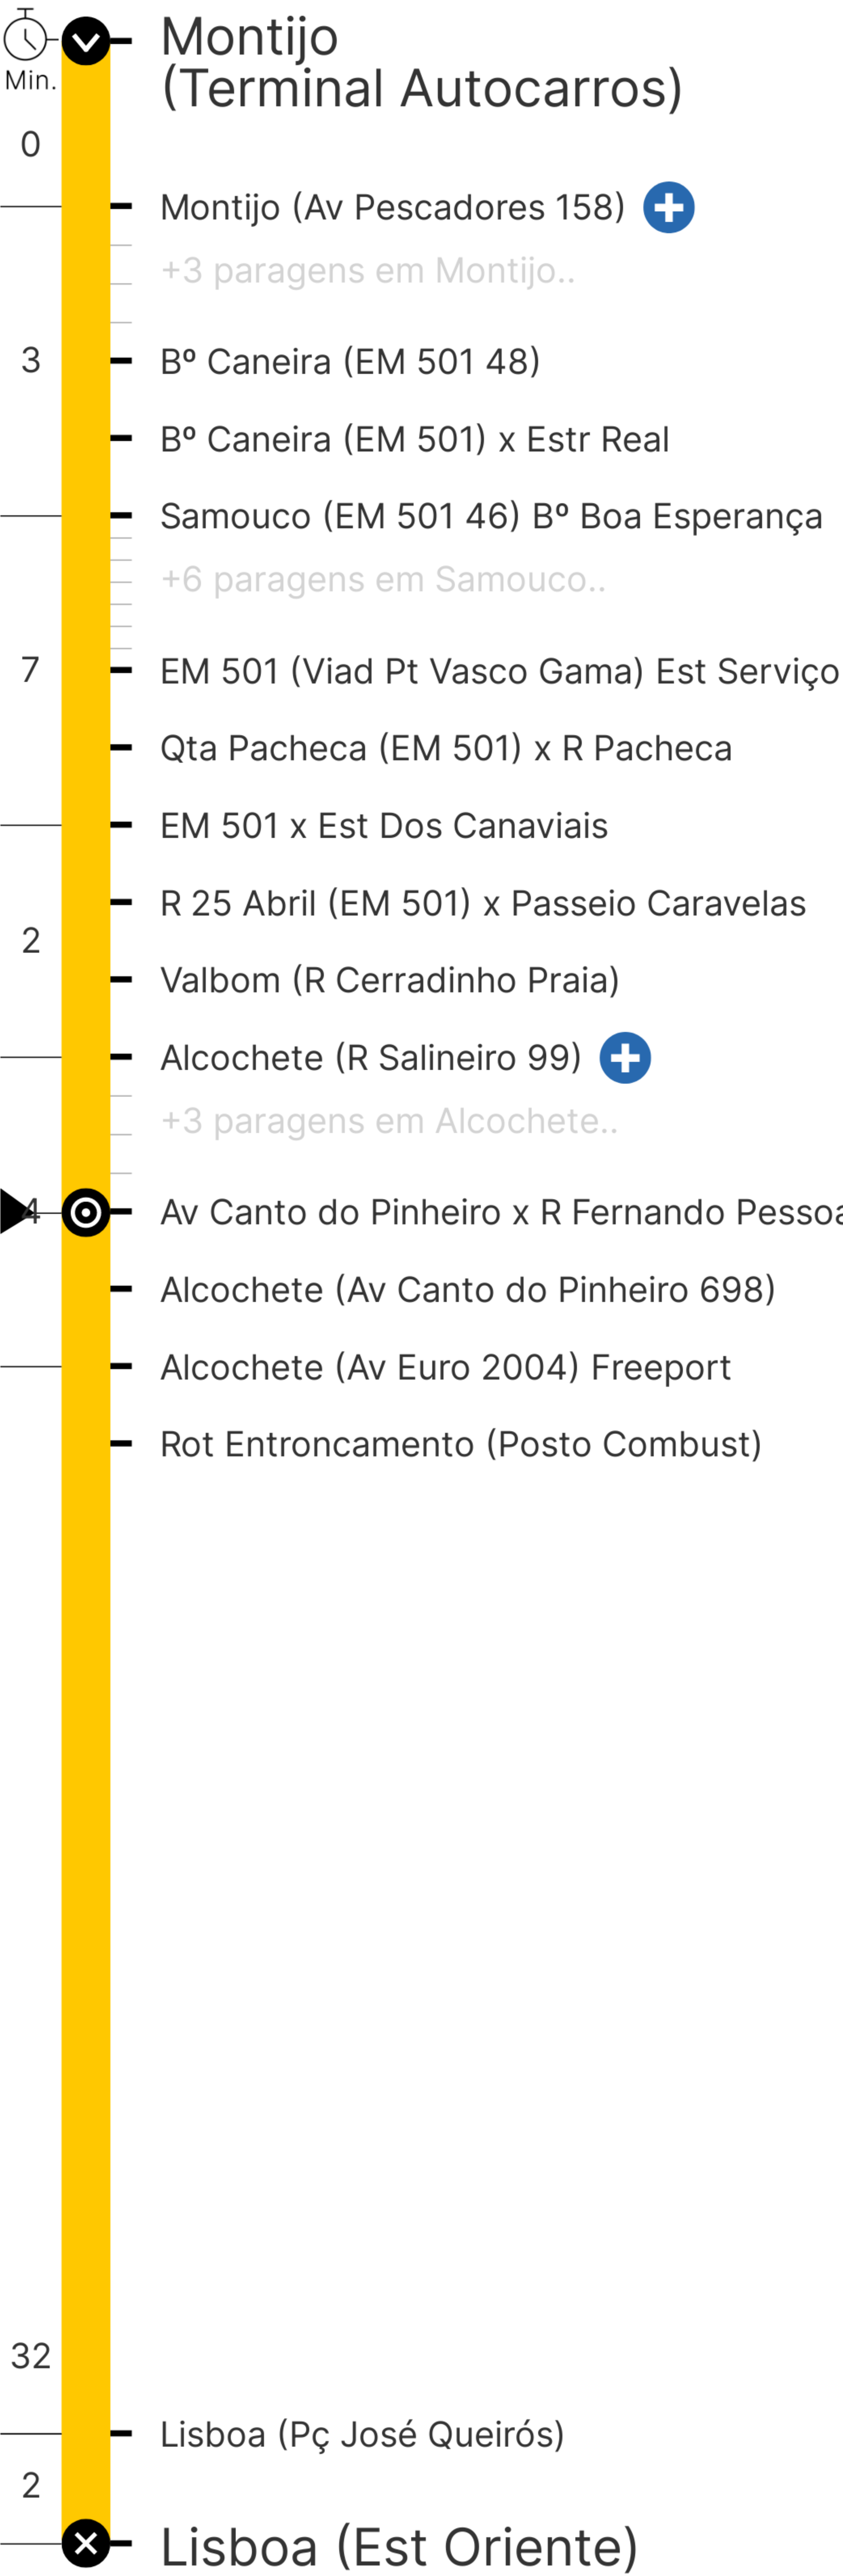 Montijo
(Terminal Autocarros)
Min.
0
Montijo (Av Pescadores 158)
+3 paragens em Montijo..
3
Bº Caneira (EM 501 48)
Bº Caneira (EM 501) x Estr Real
Samouco (EM 501 46) Bº Boa Esperança
+6 paragens em Samouco..
7
EM 501 (Viad Pt Vasco Gama) Est Serviço
Qta Pacheca (EM 501) x R Pacheca
EM 501 x Est Dos Canaviais
R 25 Abril (EM 501) x Passeio Caravelas
2
Valbom (R Cerradinho Praia)
Alcochete (R Salineiro 99)
+3 paragens em Alcochete..
4
Av Canto do Pinheiro x R Fernando Pessoa
Alcochete (Av Canto do Pinheiro 698)
Alcochete (Av Euro 2004) Freeport
Rot Entroncamento (Posto Combust)
32
Lisboa (Pç José Queirós)
2
Lisboa (Est Oriente)